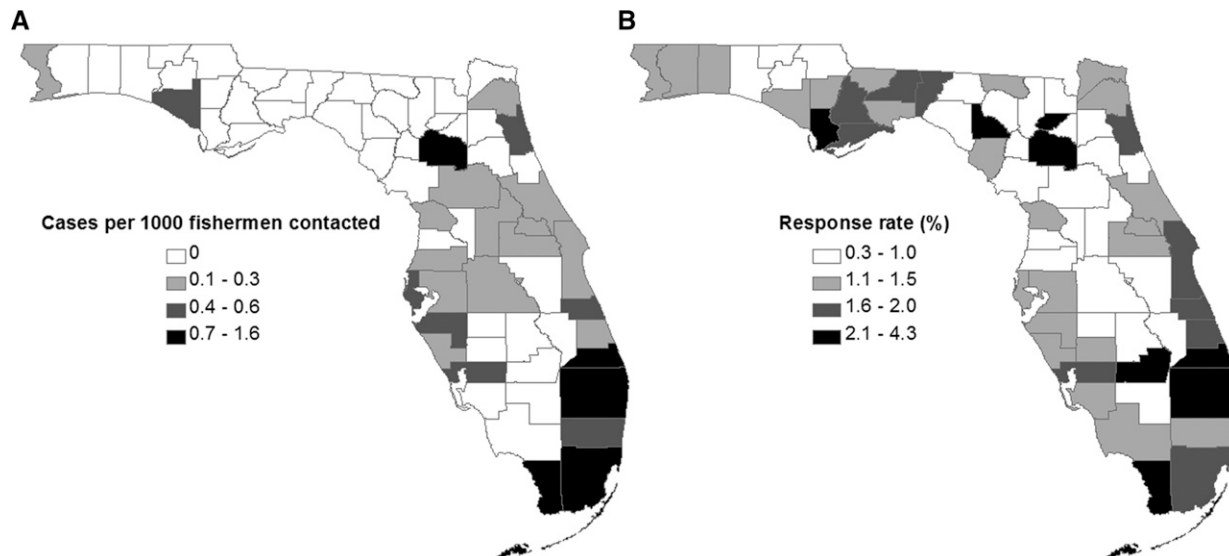 A
B
Cases per 1000 fishermen contacted
0
0.1 - 0.3
0.4 - 0.6
0.7 - 1.6
Response rate (%)
0.3 - 1.0
1.1 - 1.5
1.6 - 2.0
2.1 - 4.3